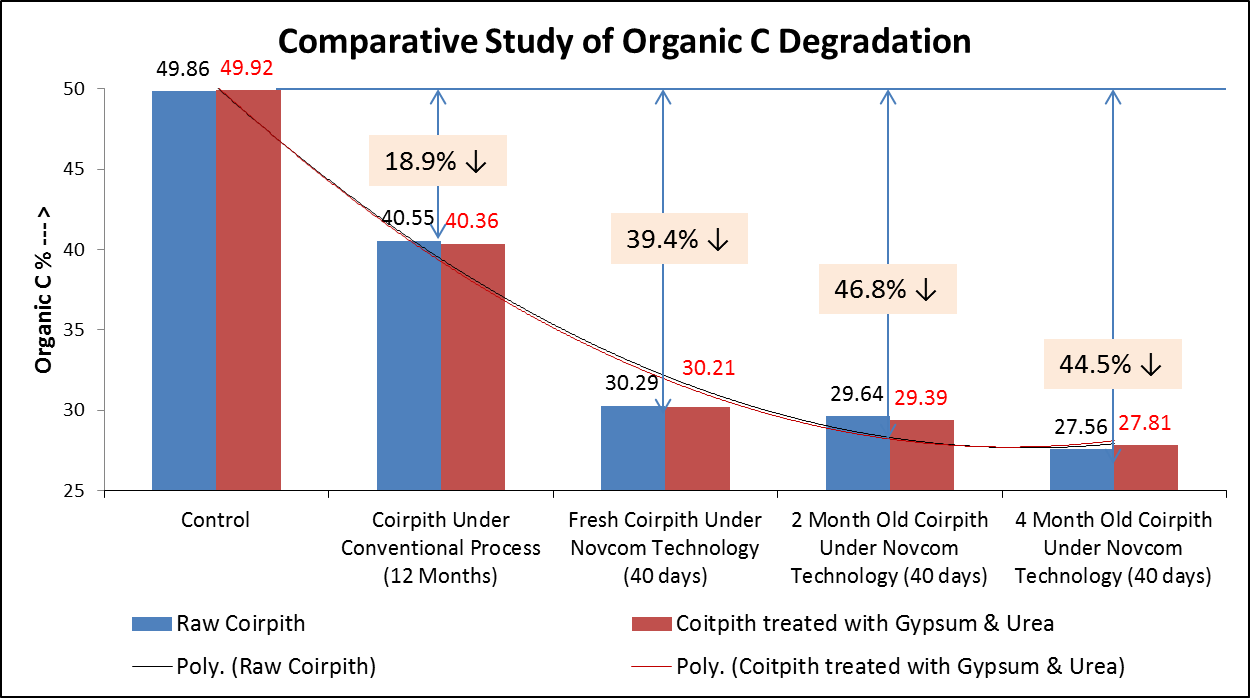 Comparative Study of Organic C Degradation
49.86
49.92
50
45
40
35
30
25
Organic C % --- >
18.9% ↓
40.55
40.36
39.4% ↓
30.29
30.21
46.8% ↓
29.64
29.39
44.5% ↓
27.56
27.81
Control
Coirpith Under
Conventional Process
(12 Months)
Fresh Coirpith Under
Novcom Technology
(40 days)
2 Month Old Coirpith
Under Novcom
Technology (40 days)
4 Month Old Coirpith
Under Novcom
Technology (40 days)
Raw Coirpith
Coitpith treated with Gypsum & Urea
Poly. (Raw Coirpith)
Poly. (Coitpith treated with Gypsum & Urea)